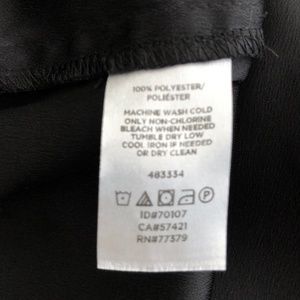 100% POLYESTER/
POLIÉSTER
MACHINE WASH COLD
ONLY NON-CHLORINE
BLEACH WHEN NEEDED
TUMBLE DRY LOW
COOL IRON IF NEEDED
OR DRY CLEAN
483334
ID#70107
CA#57421
RN#77379